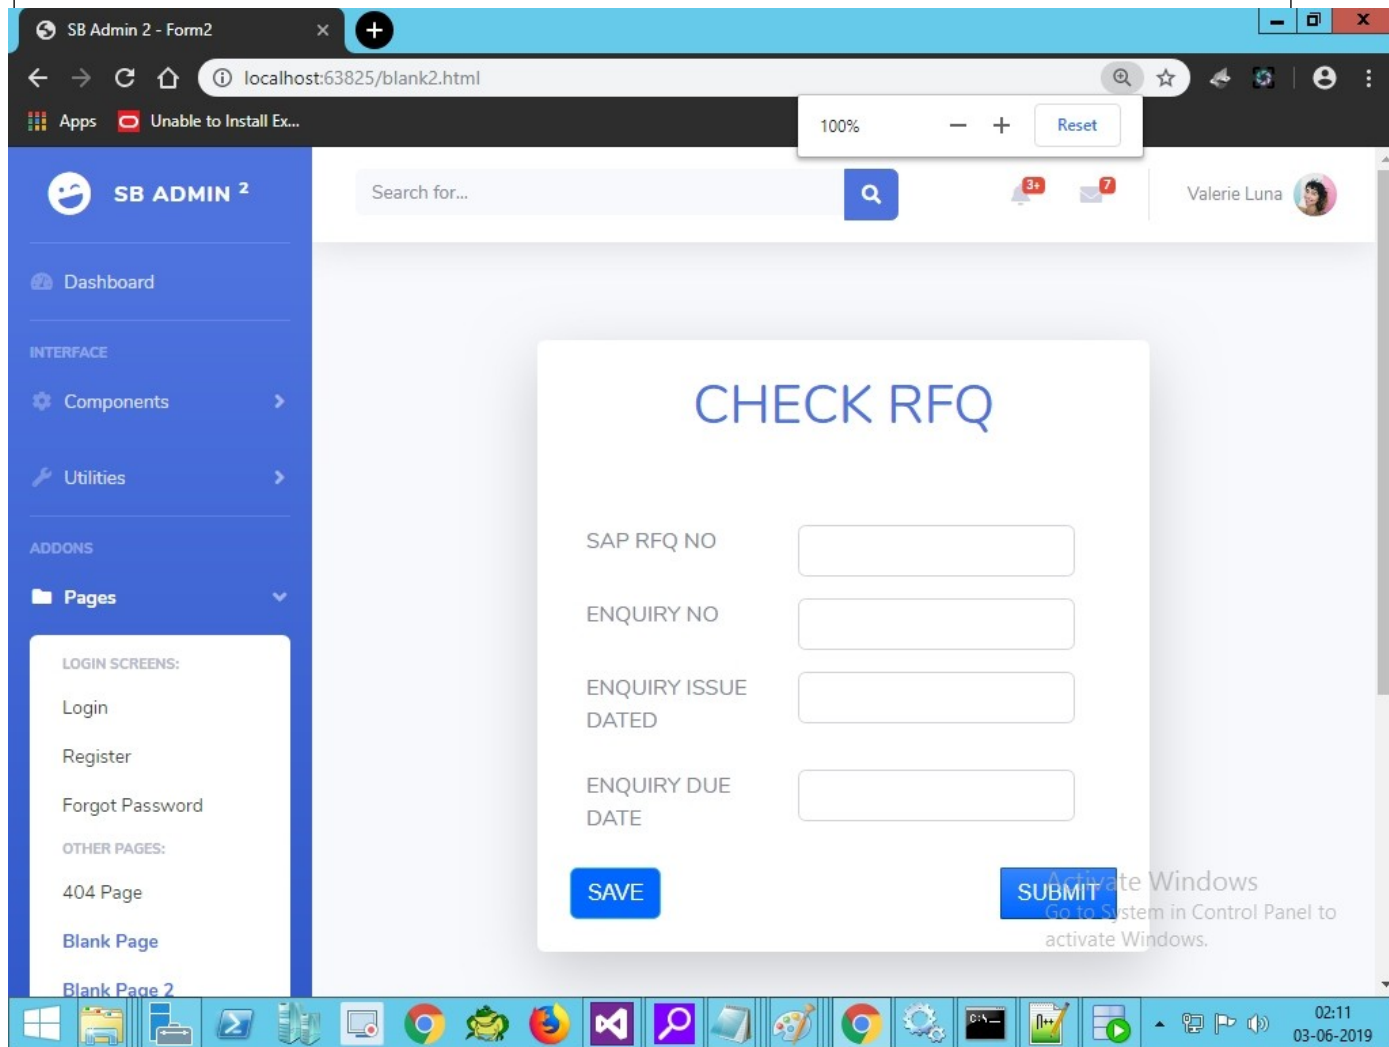 SB Admin 2 - Form2
localhost:63825/blank2.html
Apps Unable to Install Ex...
100% Reset
SB ADMIN 2
Search for...
3+
7
Valerie Luna
Dashboard
INTERFACE
Components
Utilities
ADDONS
Pages
LOGIN SCREENS:
Login
Register
Forgot Password
OTHER PAGES:
404 Page
Blank Page
Blank Page 2
CHECK RFQ
SAP RFQ NO
ENQUIRY NO
ENQUIRY ISSUE
DATED
ENQUIRY DUE
DATE
SAVE
SUBMIT
Activate Windows
Go to System in Control Panel to
activate Windows.
02:11
03-06-2019